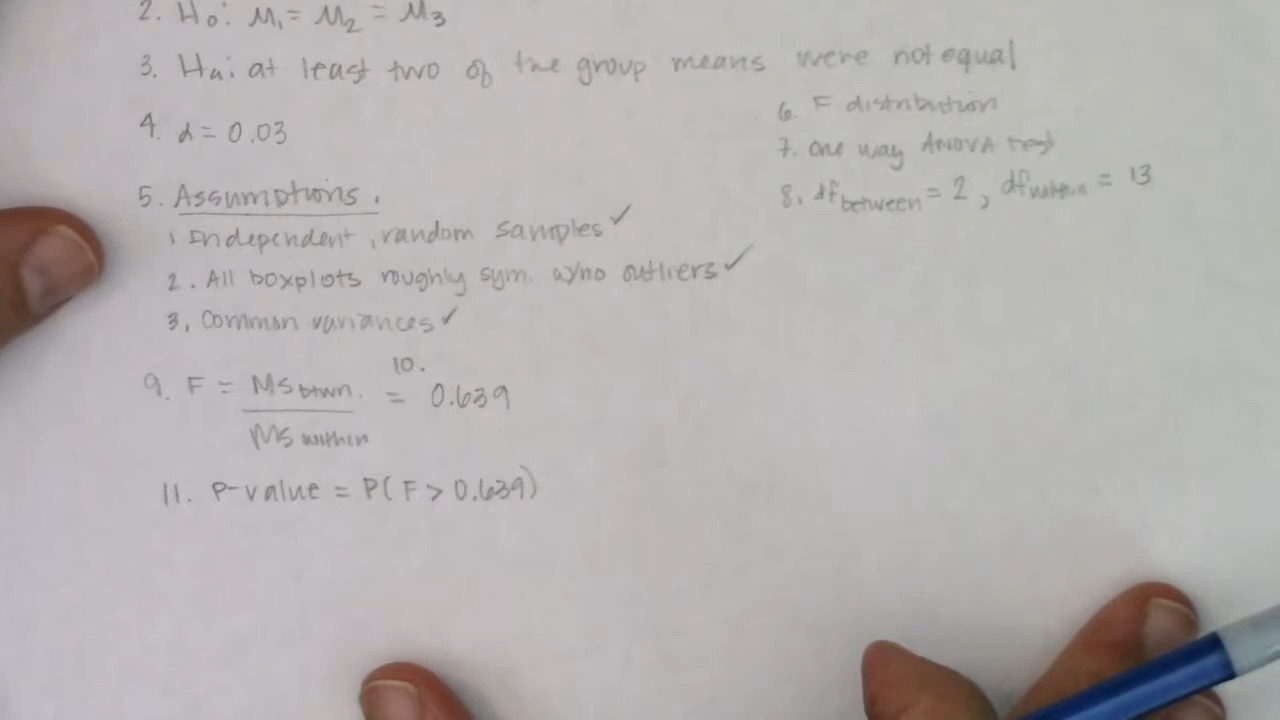 2. H₀: μ₁ = μ₂ = μ₃
3. Ha: at least two of the group means were not equal
4. α = 0.03
5. Assumptions.
1 Independent, random samples ✓
2. All boxplots roughly sym. w/no outliers ✓
3. Common variances ✓
6. F distribution
7. One way ANOVA test
8. df between = 2, df within = 13
9. F = MS btwn. / MS within 10. = 0.639
11. P-value = P(F > 0.639)